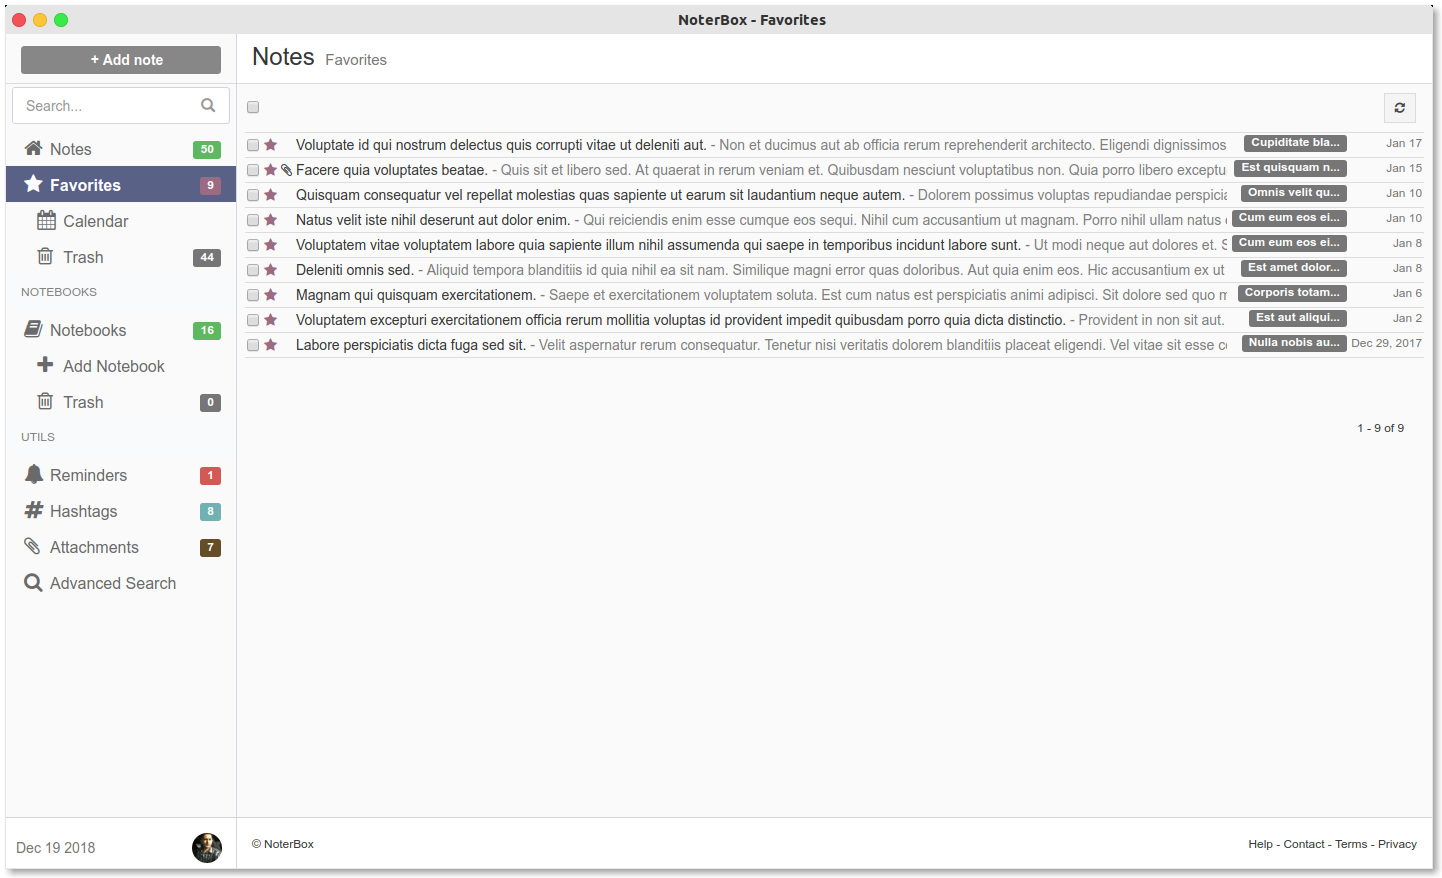 NoterBox - Favorites
+ Add note
Notes Favorites
Search...
Notes 50
Favorites 9
Calendar
Trash 44
NOTEBOOKS
Notebooks 16
Add Notebook
Trash 0
UTILS
Reminders 1
Hashtags 8
Attachments 7
Advanced Search
Dec 19 2018
Voluptate id qui nostrum delectus quis corrupti vitae ut deleniti aut. - Non et ducimus aut ab officia rerum reprehenderit architecto. Eligendi dignissimos Cupiditate bla... Jan 17
Facere quia voluptates beatae. - Quis sit et libero sed. At quaerat in rerum veniam et. Quibusdam nesciunt voluptatibus non. Quia porro libero exceptu Est quisquam n... Jan 15
Quisquam consequatur vel repellat molestias quas sapiente ut earum sit laudantium neque autem. - Dolorem possimus voluptas repudiandae perspicia Omnis velit qu... Jan 10
Natus velit iste nihil deserunt aut dolor enim. - Qui reiciendis enim esse cumque eos sequi. Nihil cum accusantium ut magnam. Porro nihil ullam natus Cum eum eos ei... Jan 10
Voluptatem vitae voluptatem labore quia sapiente illum nihil assumenda qui saepe in temporibus incidunt labore sunt. - Ut modi neque aut dolores et. S Cum eum eos ei... Jan 8
Deleniti omnis sed. - Aliquid tempora blanditiis id quia nihil ea sit nam. Similique magni error quas doloribus. Aut quia enim eos. Hic accusantium ex ut Est amet dolor... Jan 8
Magnam qui quisquam exercitationem. - Saepe et exercitationem voluptatem soluta. Est cum natus est perspiciatis animi adipisci. Sit dolore sed quo m Corporis totam... Jan 6
Voluptatem excepturi exercitationem officia rerum mollitia voluptas id provident impedit quibusdam porro quia dicta distinctio. - Provident in non sit aut. Est aut aliqui... Jan 2
Labore perspiciatis dicta fuga sed sit. - Velit aspernatur rerum consequatur. Tenetur nisi veritatis dolorem blanditiis placeat eligendi. Vel vitae sit esse co Nulla nobis au... Dec 29, 2017
1 - 9 of 9
© NoterBox
Help - Contact - Terms - Privacy